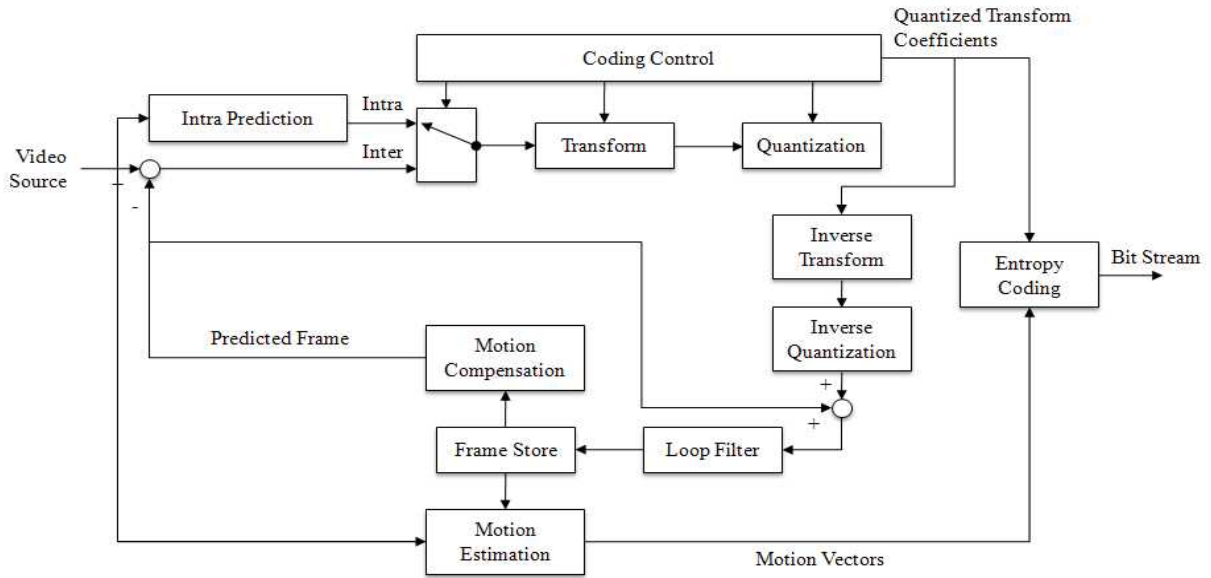 Quantized Transform
Coefficients
Coding Control
Intra
Intra Prediction
Transform
Quantization
Video
Source
Inter
+
-
Inverse
Transform
Entropy
Coding
Bit Stream
Inverse
Quantization
Predicted Frame
Motion
Compensation
+
+
Frame Store
Loop Filter
Motion
Estimation
Motion Vectors